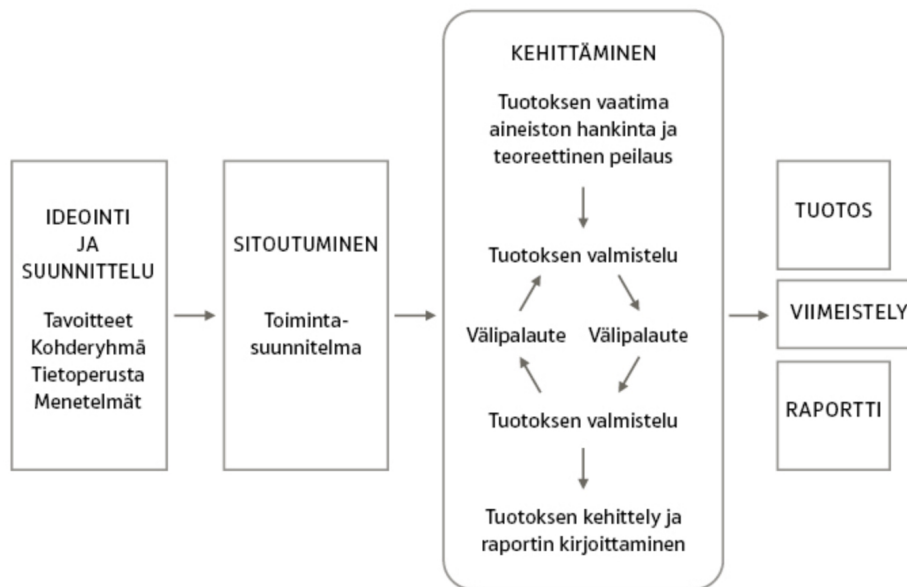 IDEOINTI
JA
SUUNNITTELU
Tavoitteet
Kohderyhmä
Tietoperusta
Menetelmät
SITOUTUMINEN
Toiminta-
suunnitelma
KEHITTÄMINEN
Tuotoksen vaatima
aineiston hankinta ja
teoreettinen peilaus
Tuotoksen valmistelu
Välipalaute
Välipalaute
Tuotoksen valmistelu
Tuotoksen kehittely ja
raportin kirjoittaminen
TUOTOS
VIIMEISTELY
RAPORTTI